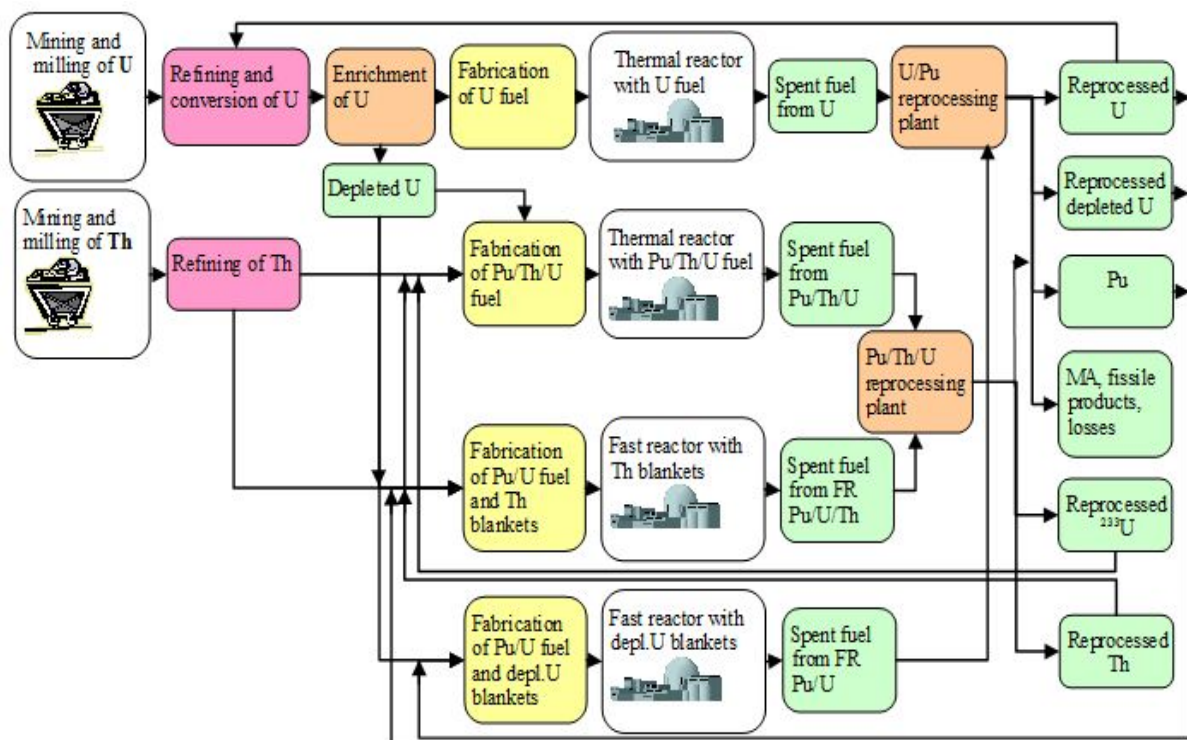 Mining and
milling of U
Refining and
conversion of U
Enrichment
of U
Fabrication
of U fuel
Thermal reactor
with U fuel
Spent fuel
from U
U/Pu
reprocessing
plant
Reprocessed
U
Depleted U
Reprocessed
depleted U
Mining and
milling of Th
Refining of Th
Fabrication
of Pu/Th/U
fuel
Thermal reactor
with Pu/Th/U fuel
Spent fuel
from
Pu/Th/U
Pu
Pu/Th/U
reprocessing
plant
MA, fissile
products,
losses
Fabrication
of Pu/U fuel
and Th
blankets
Fast reactor with
Th blankets
Spent fuel
from FR
Pu/U/Th
Reprocessed
²³³U
Fabrication
of Pu/U fuel
and depl.U
blankets
Fast reactor with
depl.U blankets
Spent fuel
from FR
Pu/U
Reprocessed
Th